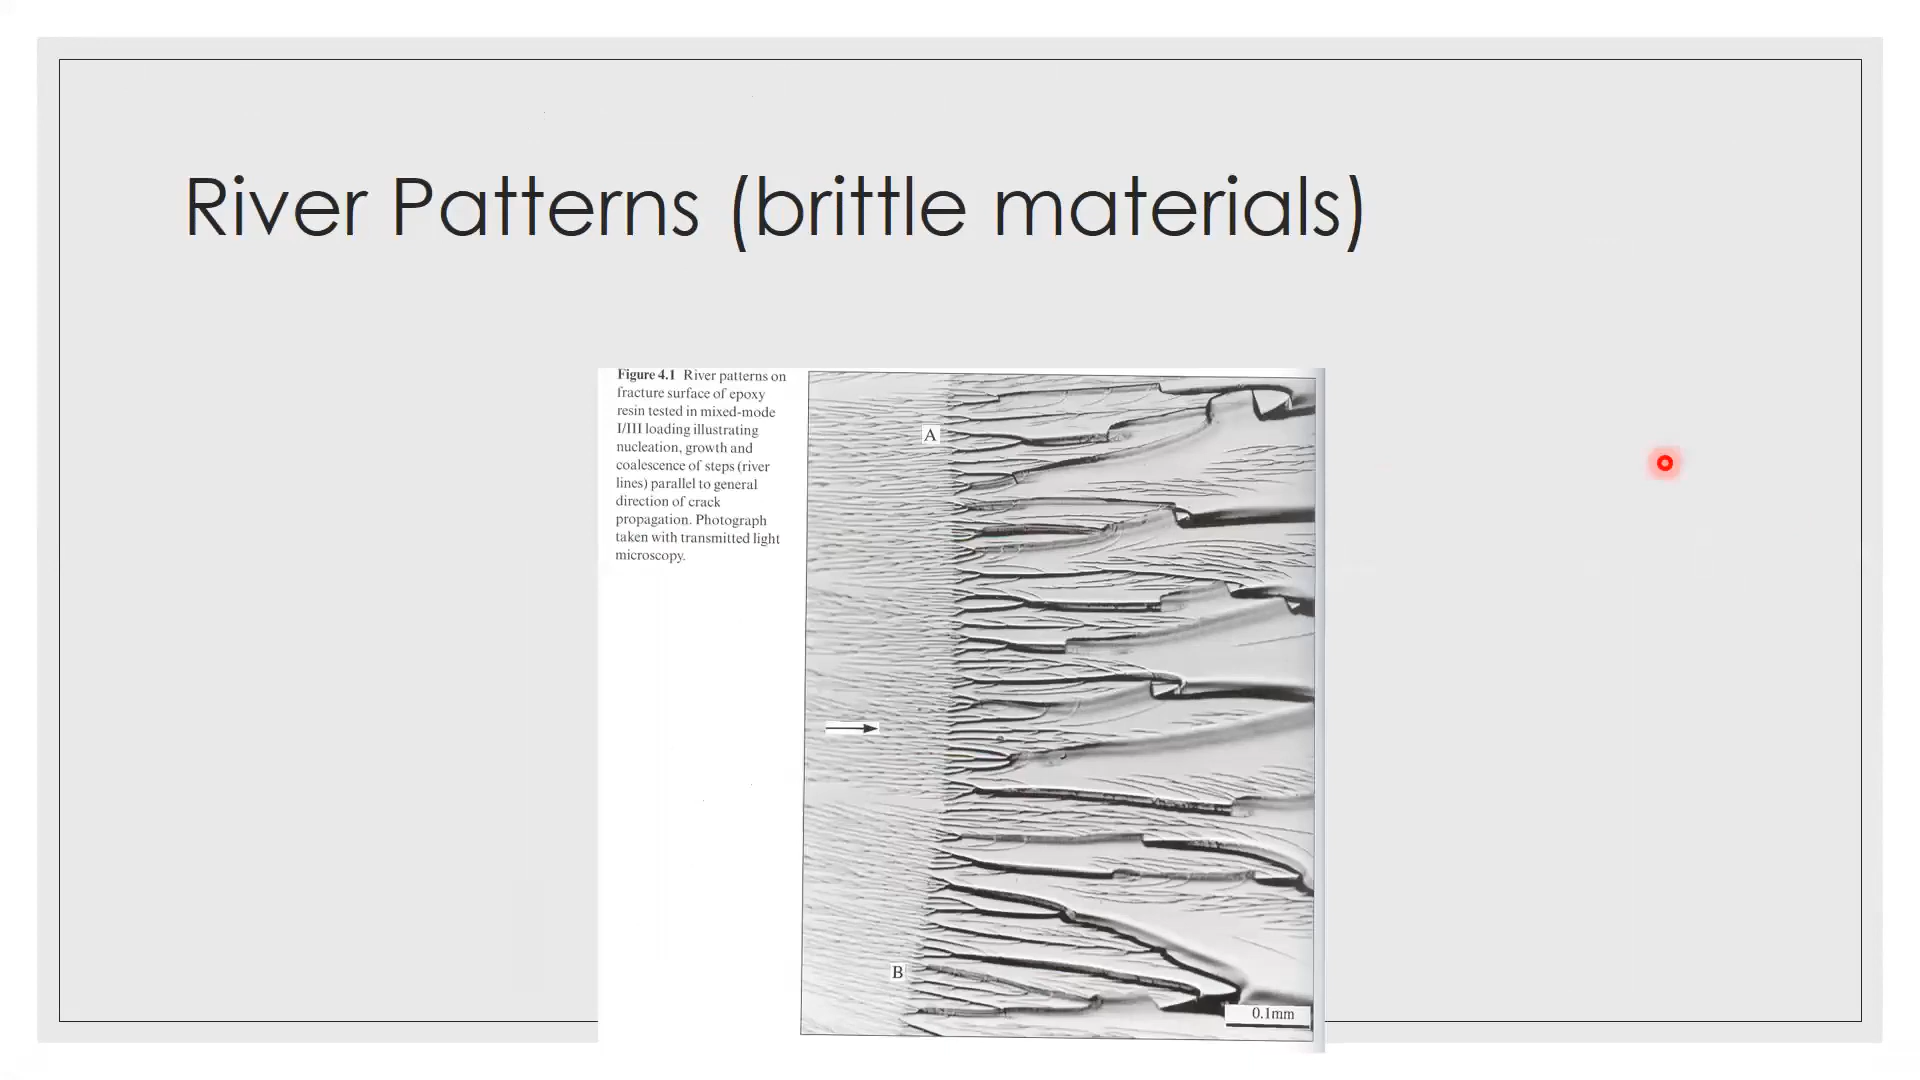 River Patterns (brittle materials)
Figure 4.1 River patterns on
fracture surface of epoxy
resin tested in mixed-mode
I/III loading illustrating
nucleation, growth and
coalescence of steps (river
lines) parallel to general
direction of crack
propagation. Photograph
taken with transmitted light
microscopy.
A
B
0.1mm